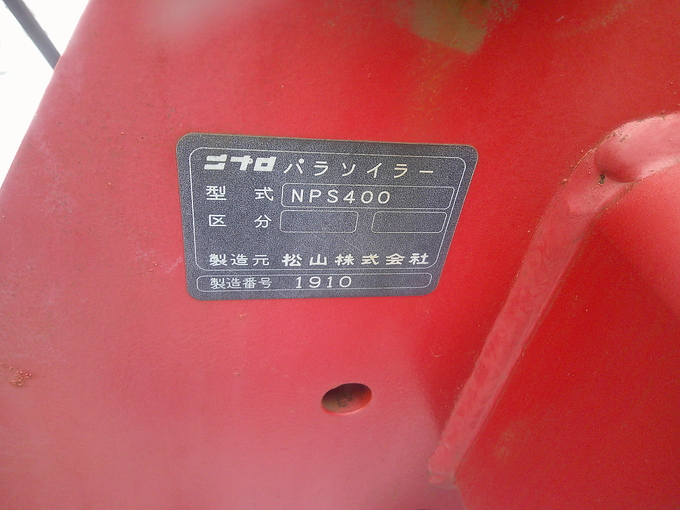 ニプロ パラソイラー
型式 NPS400
区分
製造元 松山株式会社
製造番号 1910